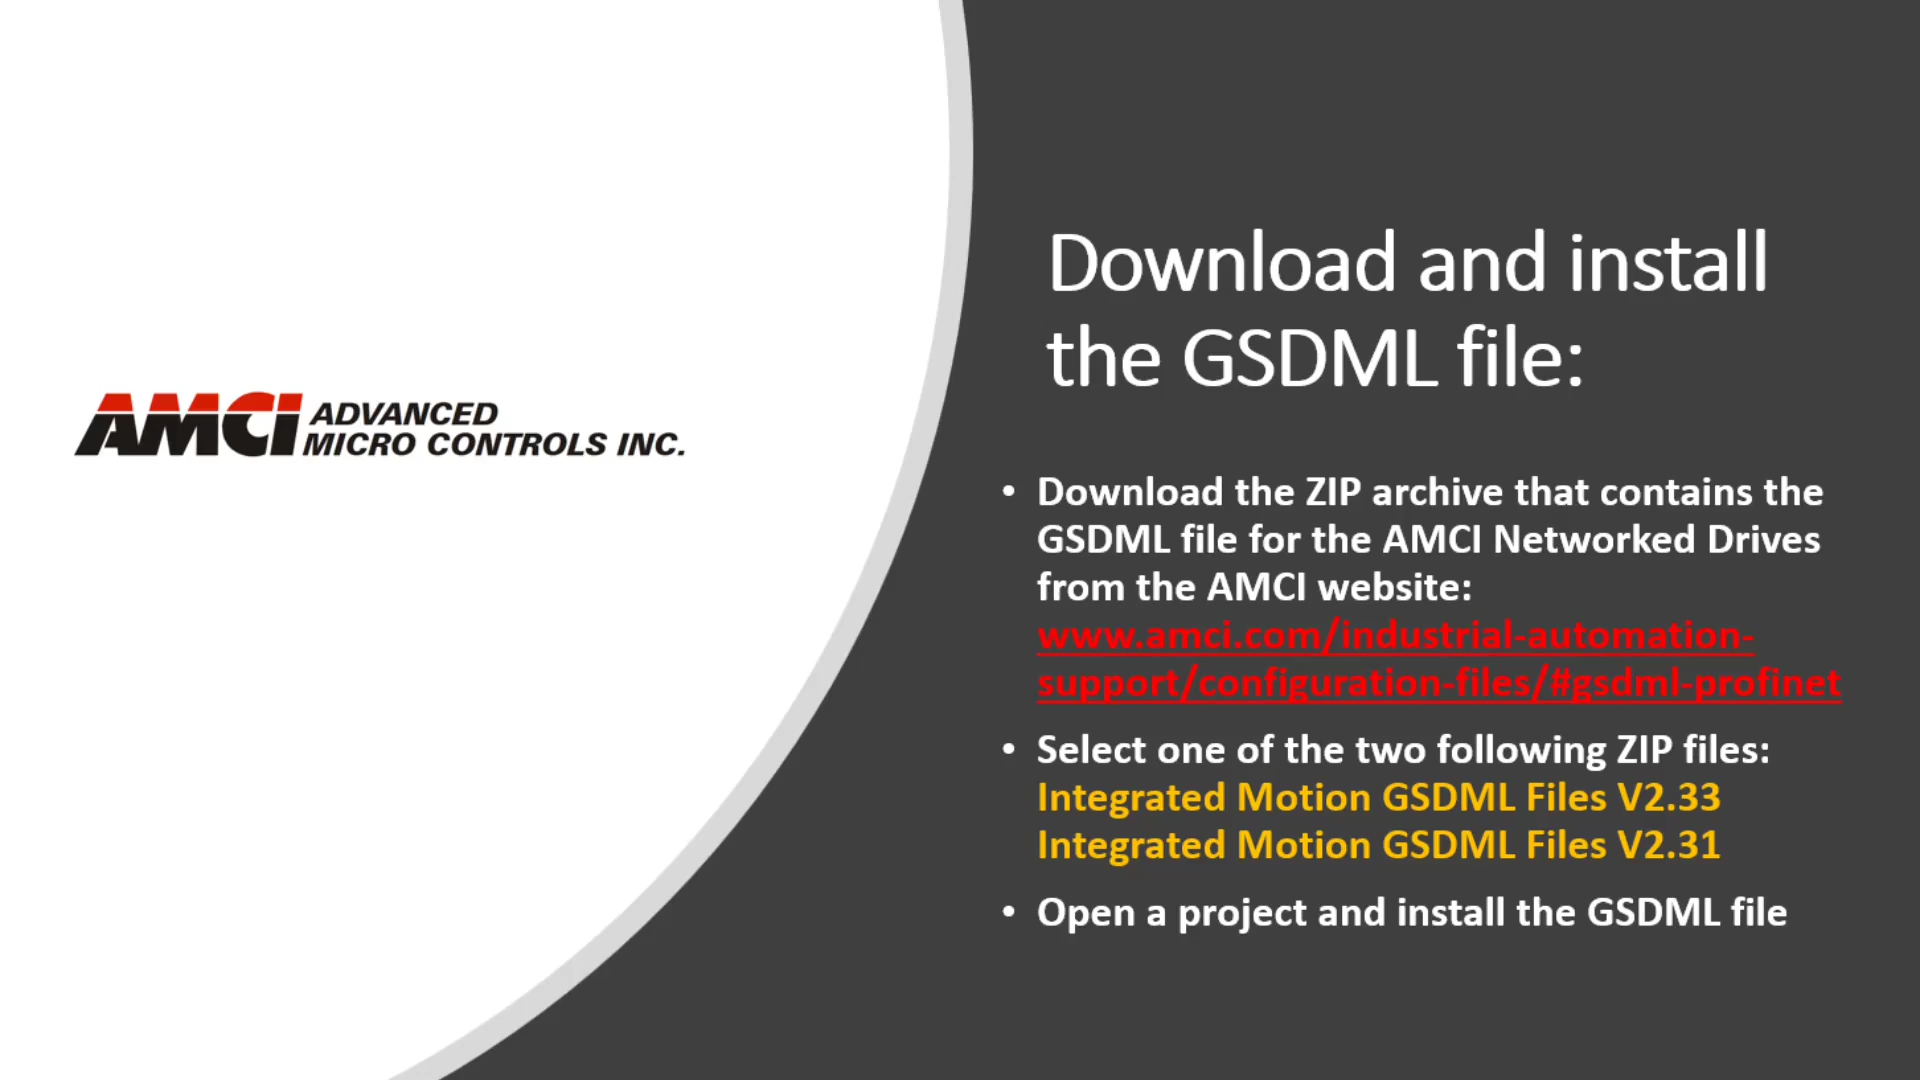 AMCI ADVANCED
MICRO CONTROLS INC.
Download and install
the GSDML file:
• Download the ZIP archive that contains the
GSDML file for the AMCI Networked Drives
from the AMCI website:
www.amci.com/industrial-automation-
support/configuration-files/#gsdml-profinet
• Select one of the two following ZIP files:
Integrated Motion GSDML Files V2.33
Integrated Motion GSDML Files V2.31
• Open a project and install the GSDML file